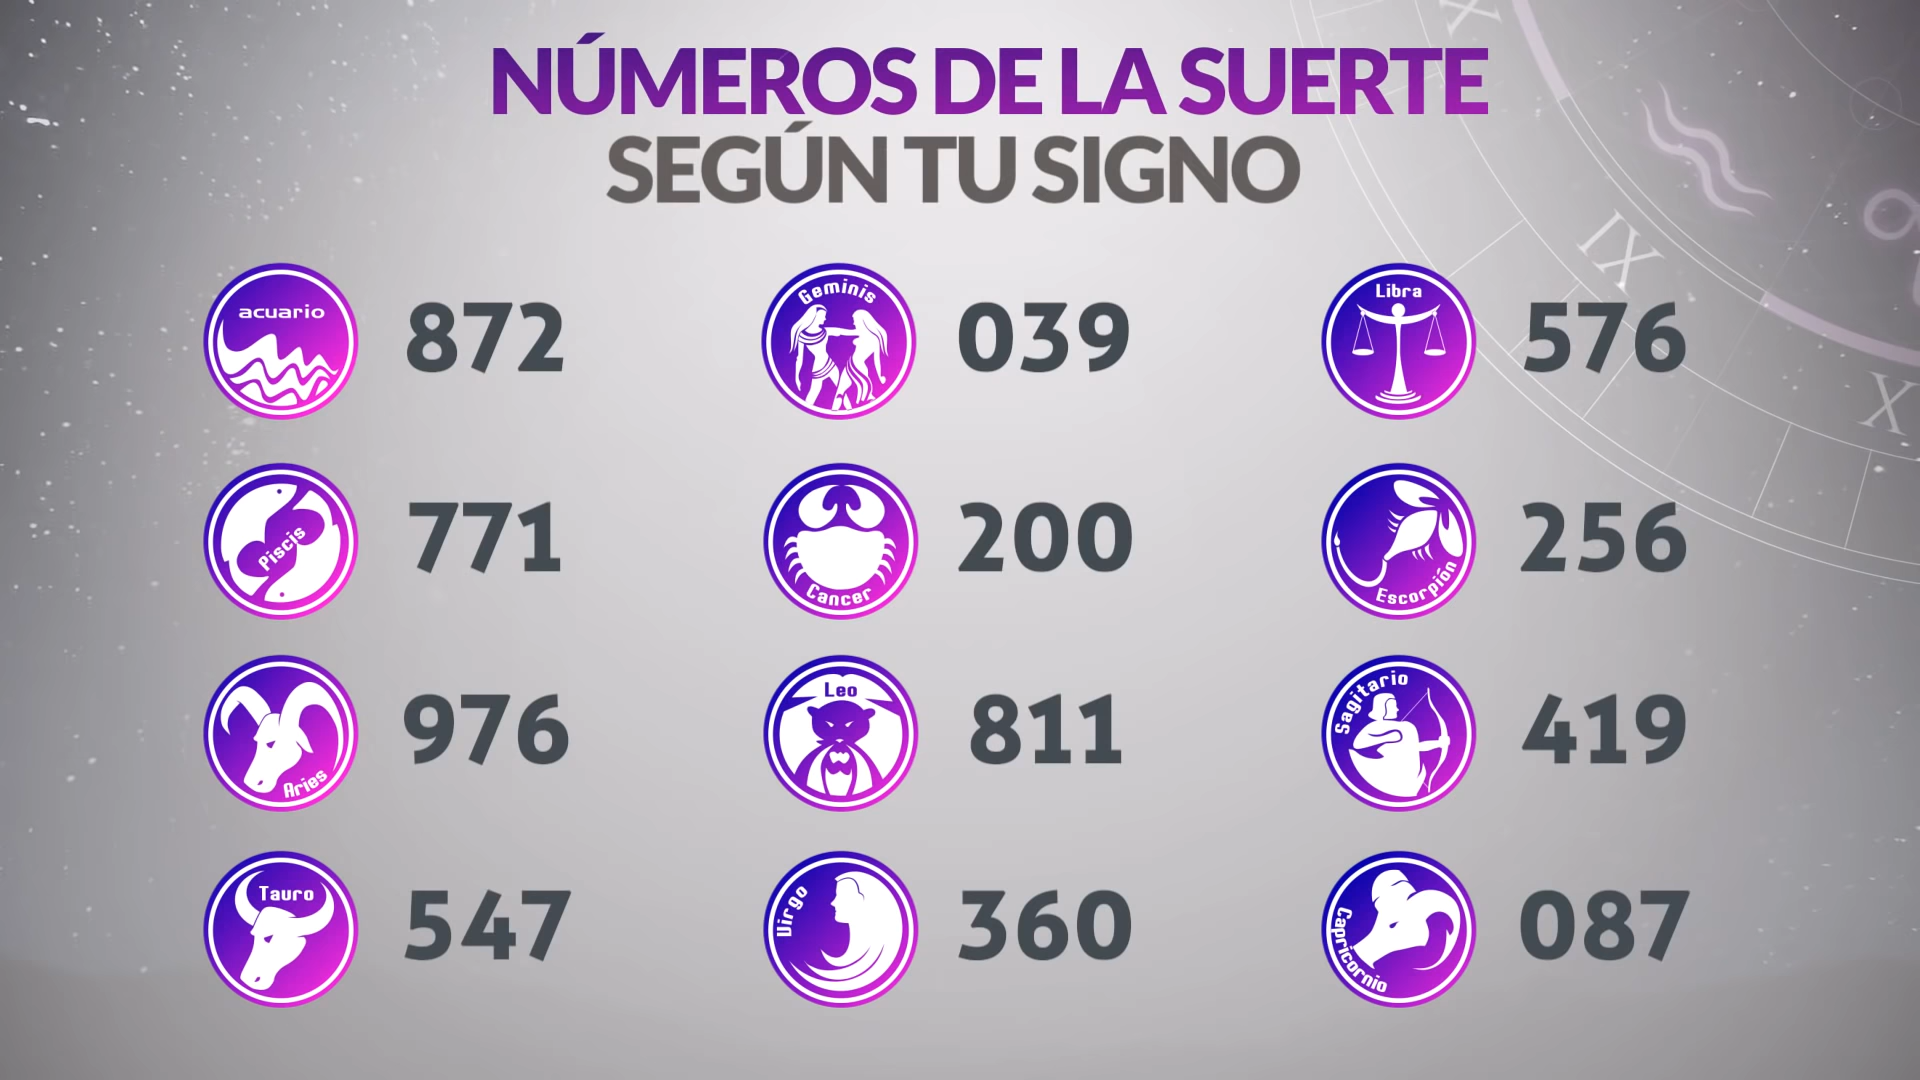 NÚMEROS DE LA SUERTE
SEGÚN TU SIGNO
acuario 872
Geminis 039
Libra 576
Piscis 771
Cancer 200
Escorpión 256
Aries 976
Leo 811
Sagitario 419
Tauro 547
Virgo 360
Capricornio 087
X
IX
X